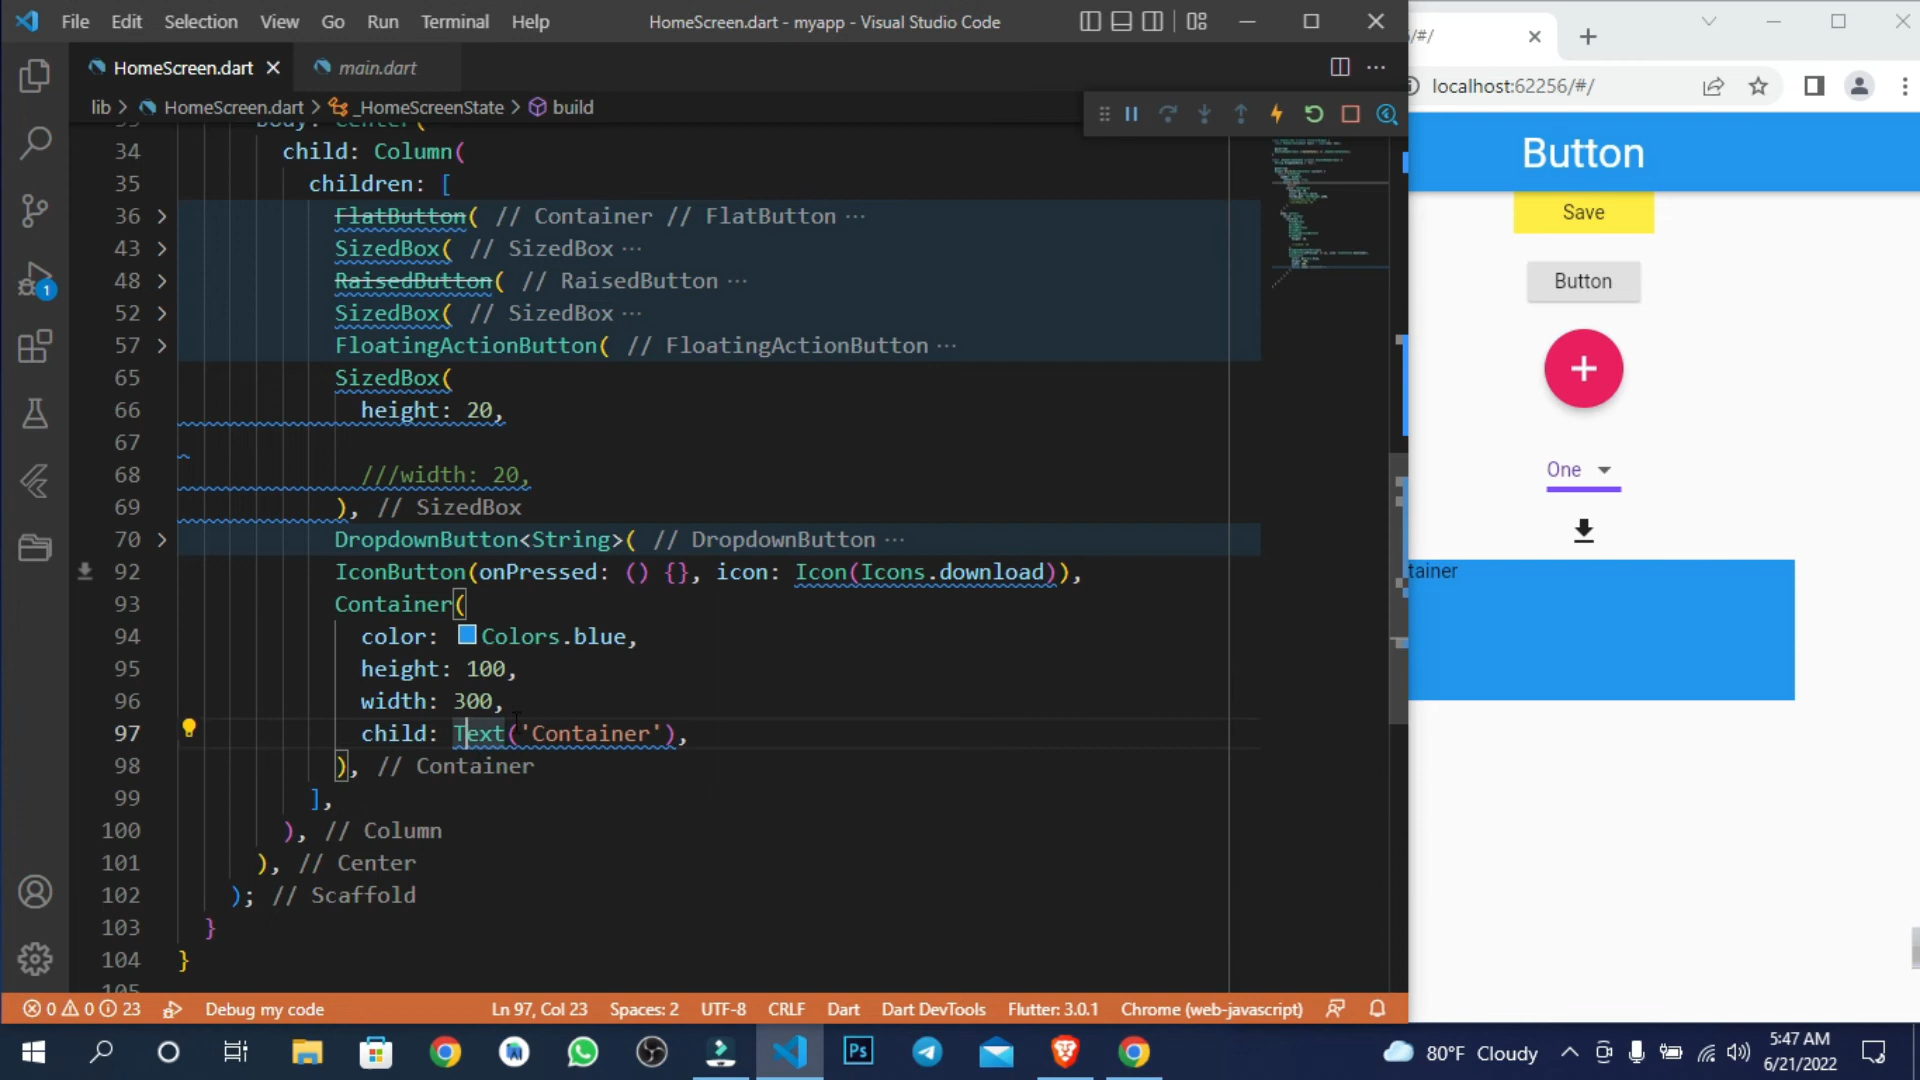 File Edit Selection View Go Run Terminal Help
HomeScreen.dart - myapp - Visual Studio Code
HomeScreen.dart
main.dart
lib > HomeScreen.dart > _HomeScreenState > build
34 child: Column(
35 children: [
36 FlatButton( // Container // FlatButton ···
43 SizedBox( // SizedBox ···
48 RaisedButton( // RaisedButton ···
52 SizedBox( // SizedBox ···
57 FloatingActionButton( // FloatingActionButton ···
65 SizedBox(
66 height: 20,
67
68 ///width: 20,
69 ), // SizedBox
70 DropdownButton<String>( // DropdownButton ···
92 IconButton(onPressed: () {}, icon: Icon(Icons.download)),
93 Container(
94 color: Colors.blue,
95 height: 100,
96 width: 300,
97 child: Text('Container'),
98 ), // Container
99 ],
100 ), // Column
101 ), // Center
102 ); // Scaffold
103 }
104 }
1
0 0 23 Debug my code Ln 97, Col 23 Spaces: 2 UTF-8 CRLF Dart Dart DevTools Flutter: 3.0.1 Chrome (web-javascript)
/#/
localhost:62256/#/
Button
Save
Button
One
tainer
Ps
80°F Cloudy
5:47 AM
6/21/2022